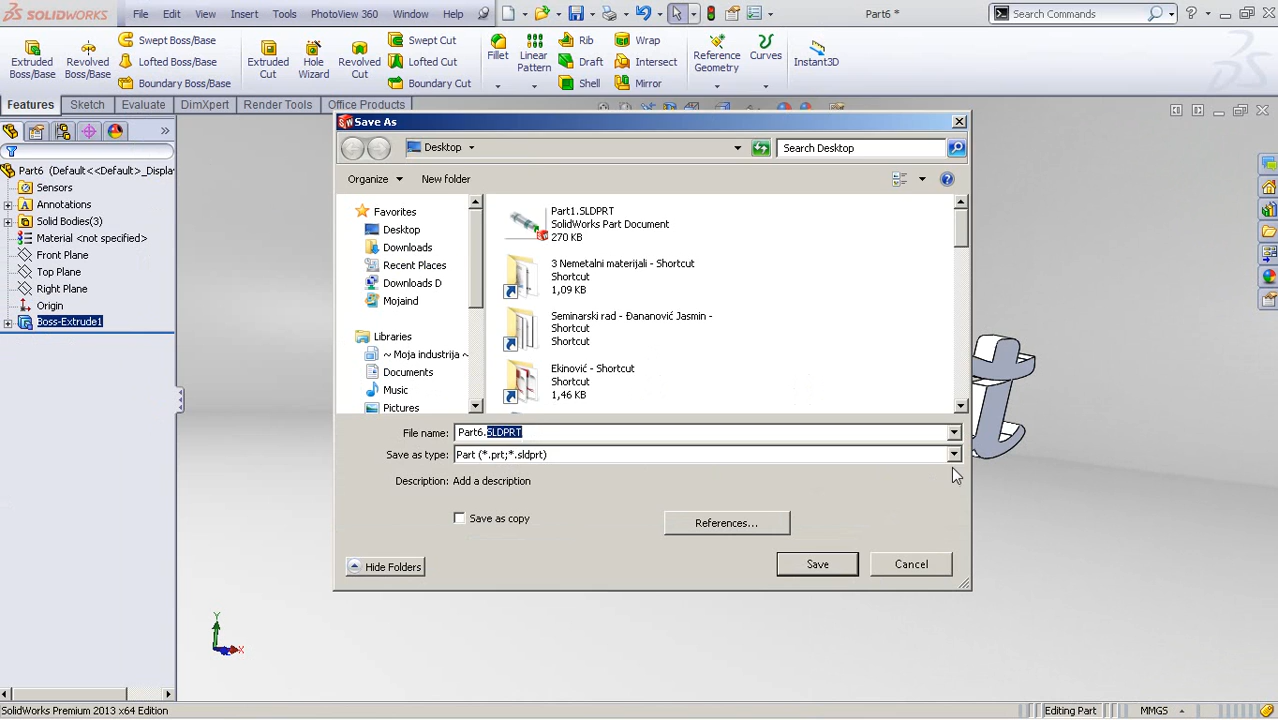 SOLIDWORKS File Edit View Insert Tools PhotoView 360 Window Help Part6 * Search Commands
Extruded Boss/Base
Revolved Boss/Base
Swept Boss/Base
Lofted Boss/Base
Boundary Boss/Base
Extruded Cut
Hole Wizard
Revolved Cut
Swept Cut
Lofted Cut
Boundary Cut
Fillet
Linear Pattern
Rib
Draft
Shell
Wrap
Intersect
Mirror
Reference Geometry
Curves
Instant3D
Features Sketch Evaluate DimXpert Render Tools Office Products
Part6 (Default<<Default>_Displa
Sensors
Annotations
Solid Bodies(3)
Material <not specified>
Front Plane
Top Plane
Right Plane
Origin
Boss-Extrude1
Save As
Desktop
Search Desktop
Organize New folder
Favorites
Desktop
Downloads
Recent Places
Downloads D
Mojaind
Libraries
~ Moja industrija ~
Documents
Music
Pictures
Part1.SLDPRT
SolidWorks Part Document
270 KB
3 Nemetalni materijali - Shortcut
Shortcut
1,09 KB
Seminarski rad - Đananović Jasmin -
Shortcut
Shortcut
Ekinović - Shortcut
Shortcut
1,46 KB
File name: Part6.SLDPRT
Save as type: Part (*.prt;*.sldprt)
Description: Add a description
Save as copy
References...
Hide Folders
Save Cancel
Y
X
SolidWorks Premium 2013 x64 Edition Editing Part MMGS